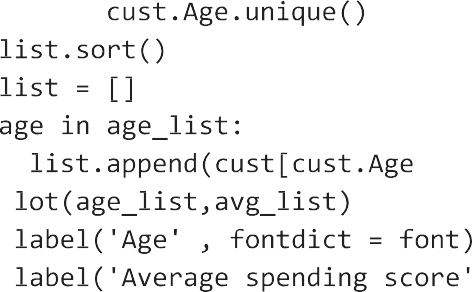 cust.Age.unique()
list.sort()
list = []
age in age_list:
list.append(cust[cust.Age
lot(age_list,avg_list)
label('Age' , fontdict = font)
label('Average spending score'